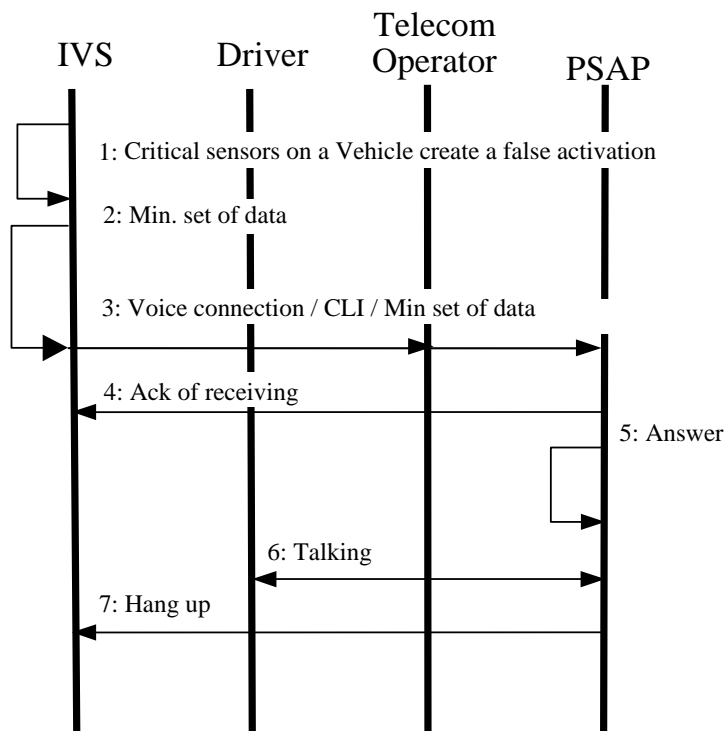 IVS
Driver
Telecom
Operator
PSAP
1: Critical sensors on a Vehicle create a false activation
2: Min. set of data
3: Voice connection / CLI / Min set of data
4: Ack of receiving
5: Answer
6: Talking
7: Hang up